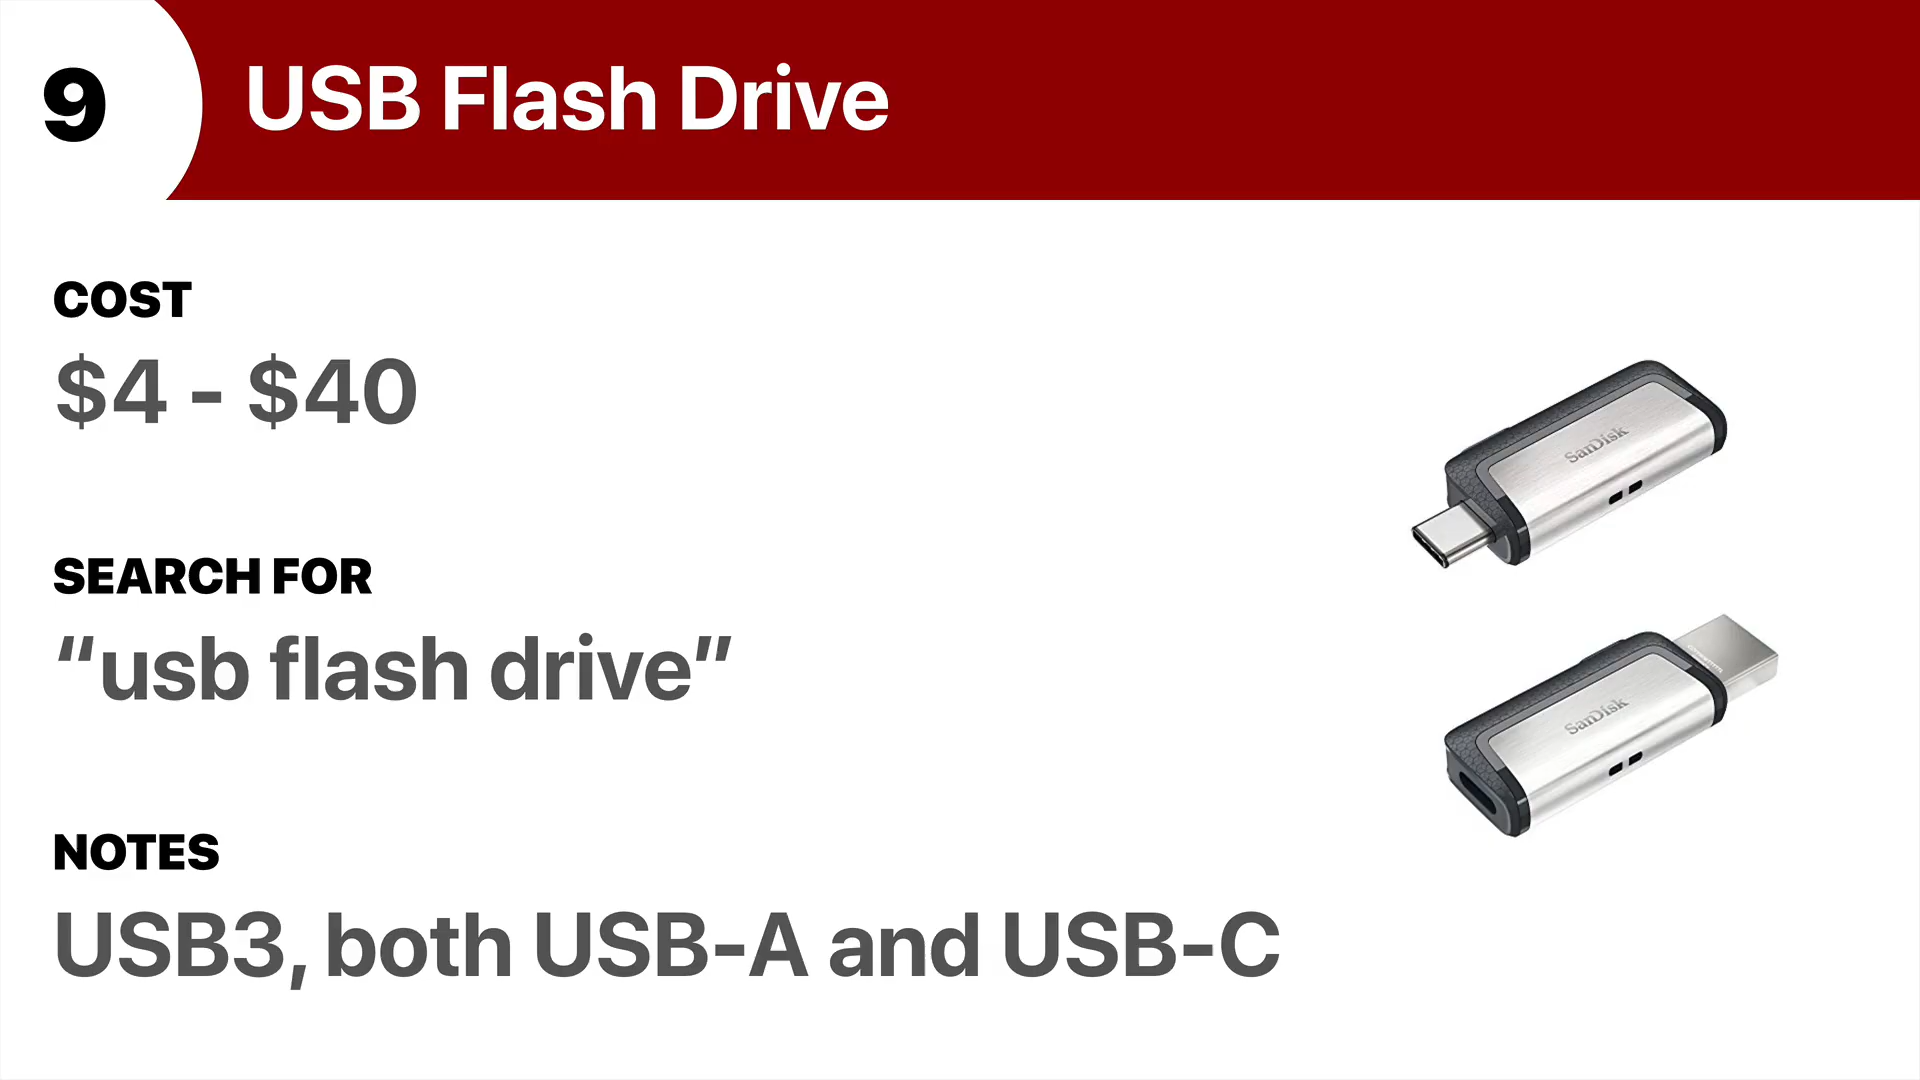 9
USB Flash Drive
COST
$4 - $40
SEARCH FOR
“usb flash drive”
NOTES
USB3, both USB-A and USB-C
SanDisk
SanDisk